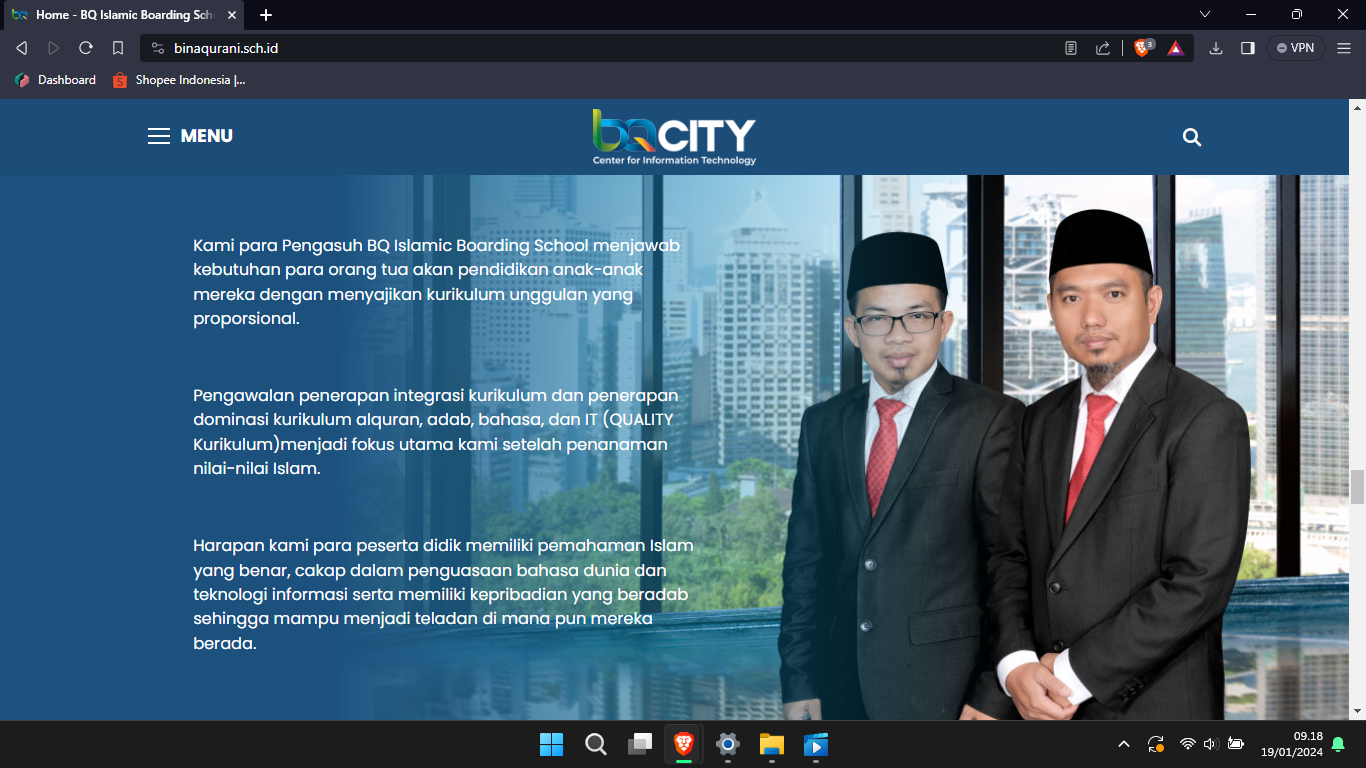 Home - BQ Islamic Boarding Sch
binaqurani.sch.id
3
VPN
Dashboard
Shopee Indonesia |...
MENU
bQCITY
Center for Information Technology
Kami para Pengasuh BQ Islamic Boarding School menjawab
kebutuhan para orang tua akan pendidikan anak-anak
mereka dengan menyajikan kurikulum unggulan yang
proporsional.
Pengawalan penerapan integrasi kurikulum dan penerapan
dominasi kurikulum alquran, adab, bahasa, dan IT (QUALITY
Kurikulum)menjadi fokus utama kami setelah penanaman
nilai-nilai Islam.
Harapan kami para peserta didik memiliki pemahaman Islam
yang benar, cakap dalam penguasaan bahasa dunia dan
teknologi informasi serta memiliki kepribadian yang beradab
sehingga mampu menjadi teladan di mana pun mereka
berada.
09.18
19/01/2024